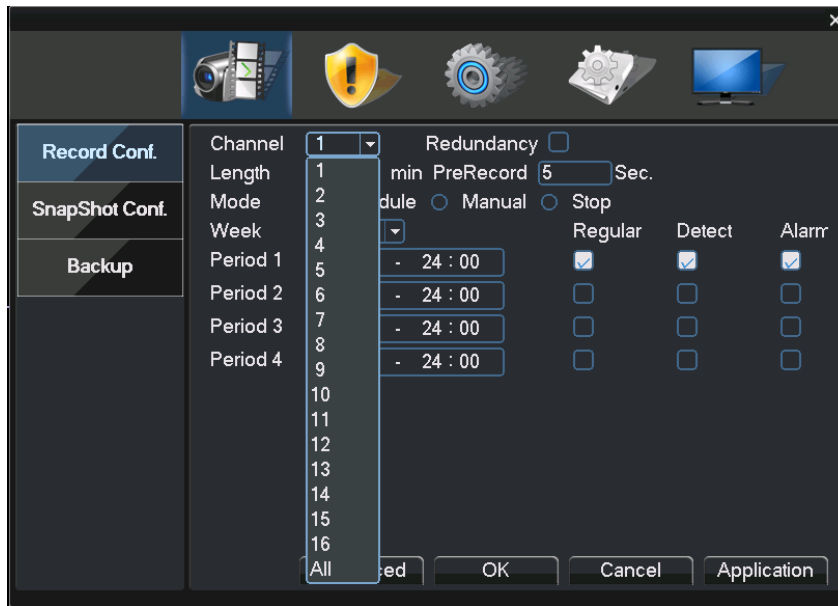 Record Conf.
SnapShot Conf.
Backup
Channel 1 Redundancy
Length min PreRecord 5 Sec.
Mode dule Manual Stop
Week Regular Detect Alarm
Period 1 - 24 : 00
Period 2 - 24 : 00
Period 3 - 24 : 00
Period 4 - 24 : 00
1
2
3
4
5
6
7
8
9
10
11
12
13
14
15
16
All
ced OK Cancel Application